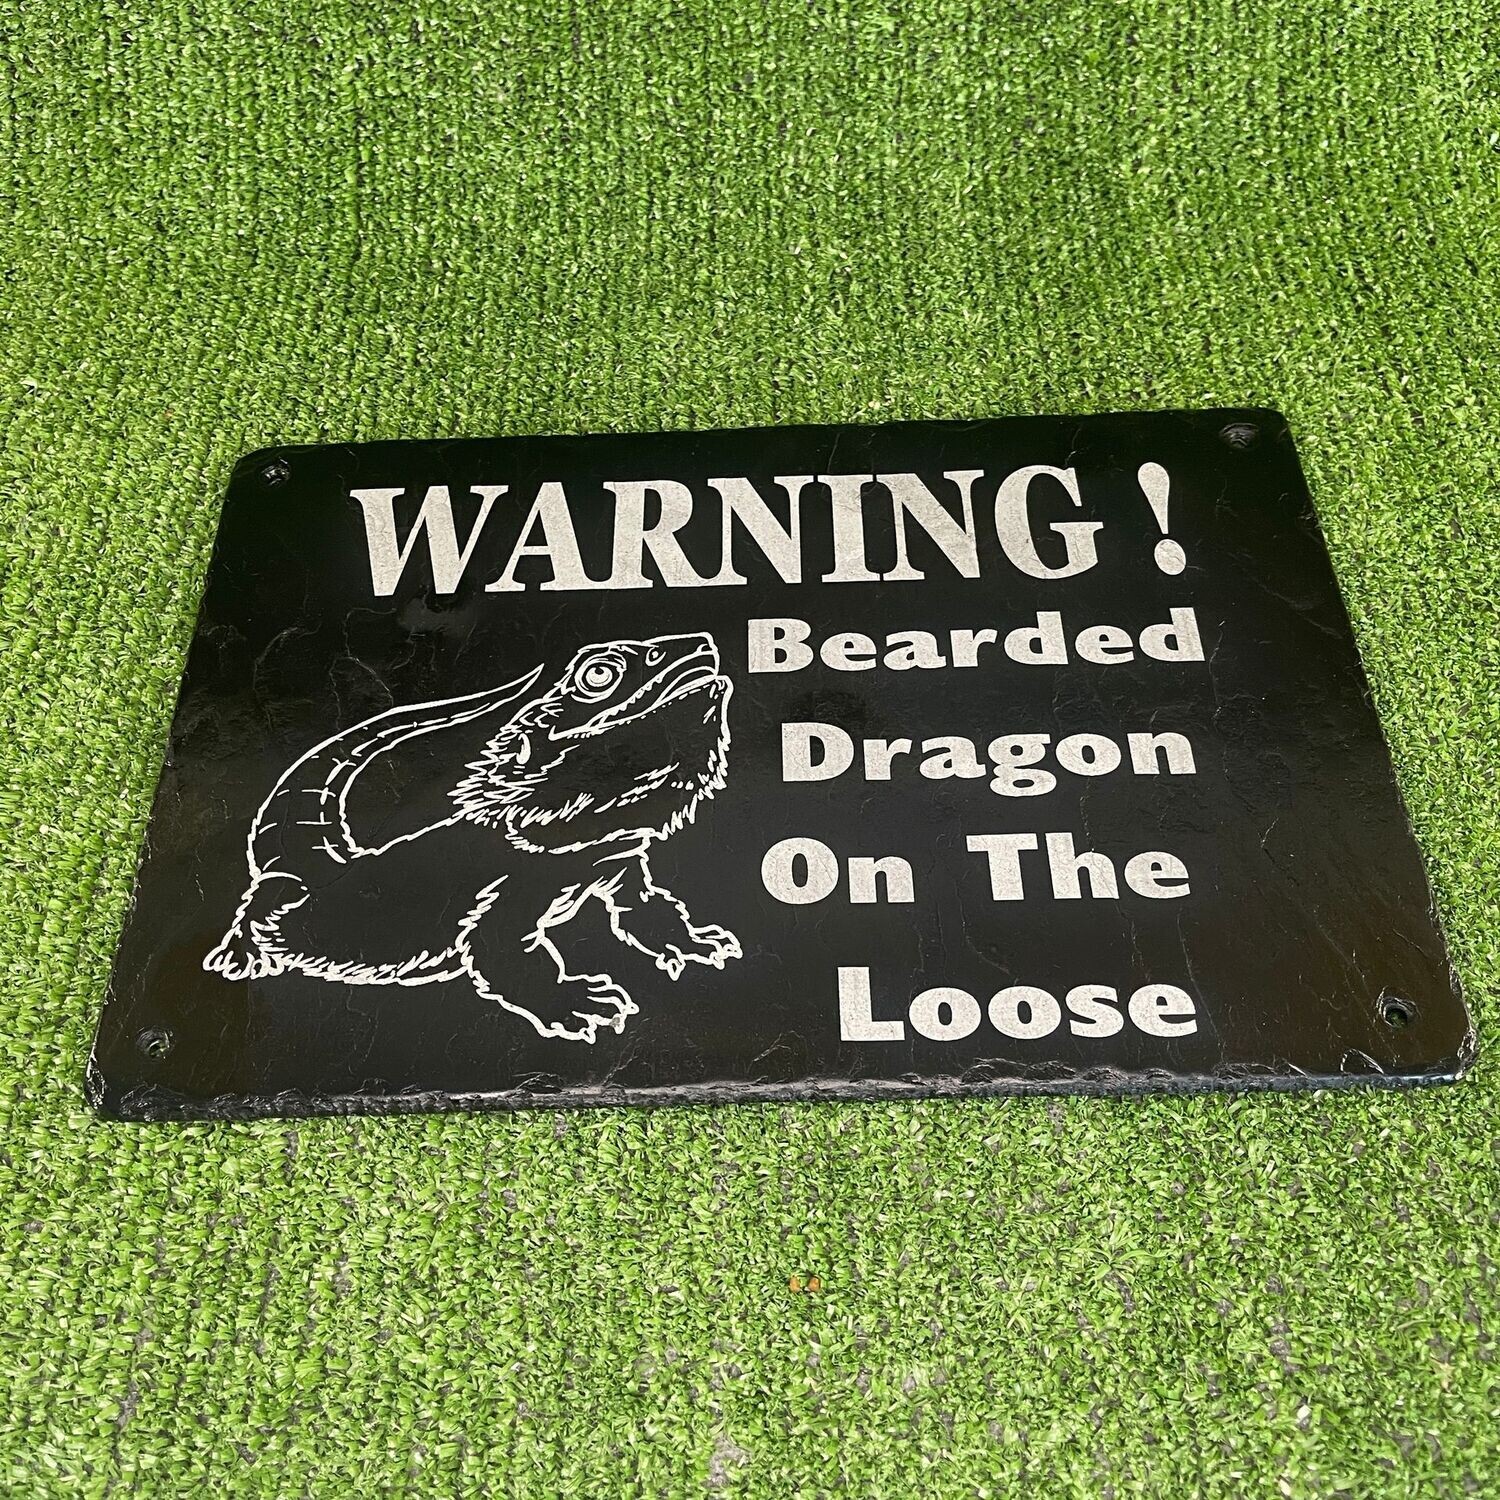 WARNING !
Bearded
Dragon
On The
Loose